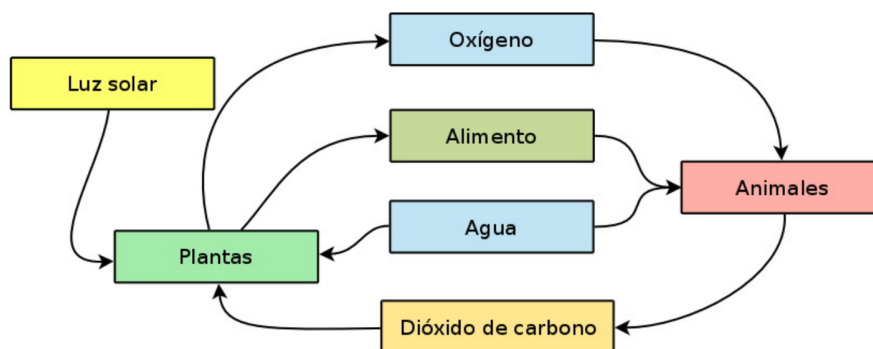 Oxígeno
Luz solar
Alimento
Animales
Agua
Plantas
Dióxido de carbono